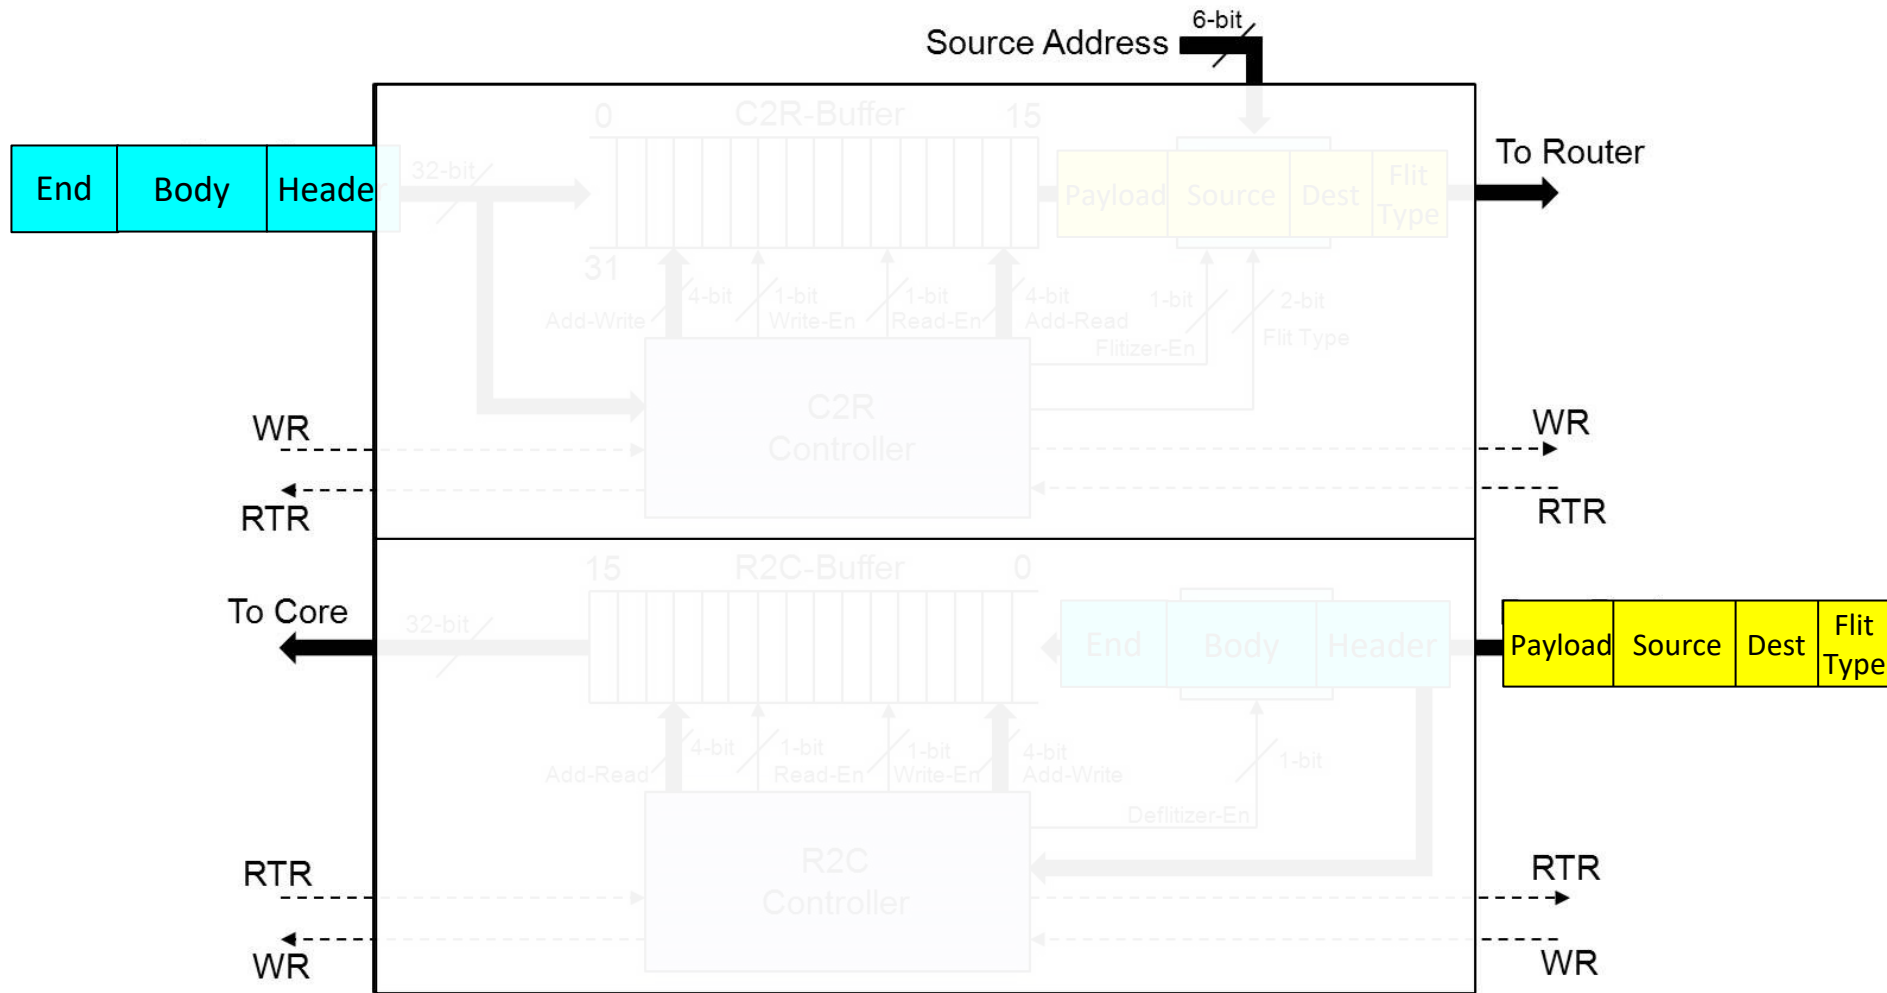 6-bit
Source Address
0
C2R-Buffer
15
End
Body
Header
32-bit
Payload
Source
Dest
Flit
Type
To Router
31
4-bit
1-bit
1-bit
4-bit
1-bit
2-bit
Add-Write
Write-En
Read-En
Add-Read
Flitizer-En
Flit Type
C2R
Controller
WR
WR
RTR
RTR
15
R2C-Buffer
0
To Core
32-bit
End
Body
Header
Payload
Source
Dest
Flit
Type
4-bit
1-bit
1-bit
4-bit
1-bit
Add-Read
Read-En
Write-En
Add-Write
Deflitizer-En
R2C
Controller
RTR
RTR
WR
WR